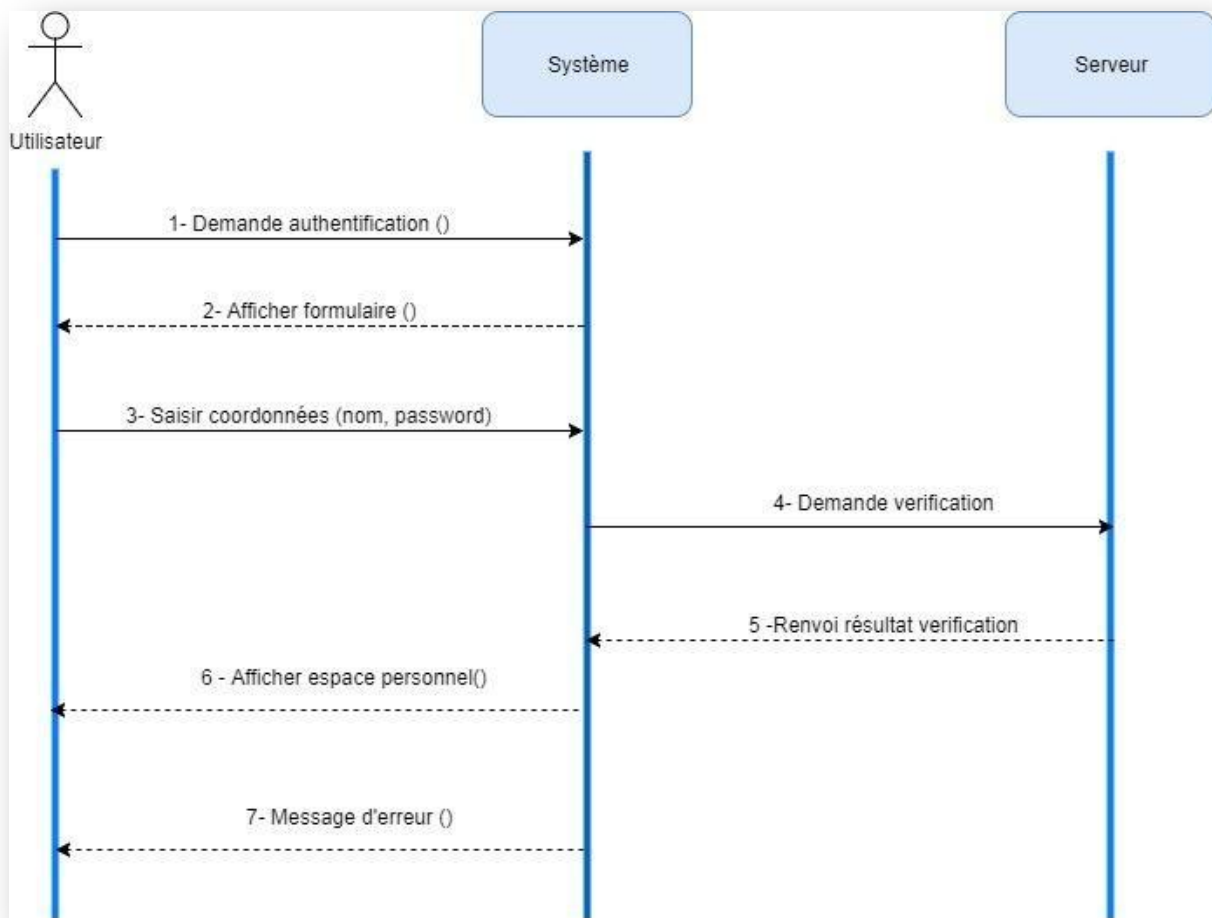 Système
Serveur
Utilisateur
1- Demande authentification ()
2- Afficher formulaire ()
3- Saisir coordonnées (nom, password)
4- Demande verification
5 -Renvoi résultat verification
6 - Afficher espace personnel()
7- Message d'erreur ()